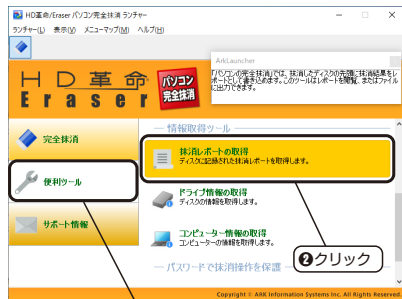 HD革命/Eraser パソコン完全抹消 ランチャー
ランチャー(L) 表示(V) メニューマップ(M) ヘルプ(H)
ArkLauncher
「パソコンの完全抹消」では、抹消したディスクの先頭に抹消結果をレ
ポートとして書き込めます。このツールはレポートを閲覧、またはファイル
に出力できます。
HD革命
Eraser
パソコン
完全抹消
情報取得ツール
完全抹消
抹消レポートの取得
ディスクに記録された抹消レポートを取得します。
便利ツール
ドライブ情報の取得
ディスクの情報を取得します。
サポート情報
コンピューター情報の取得
コンピューターの情報を取得します。
❷クリック
パスワードで抹消操作を保護
Copyright © ARK Information Systems Inc. All Rights Reserved.